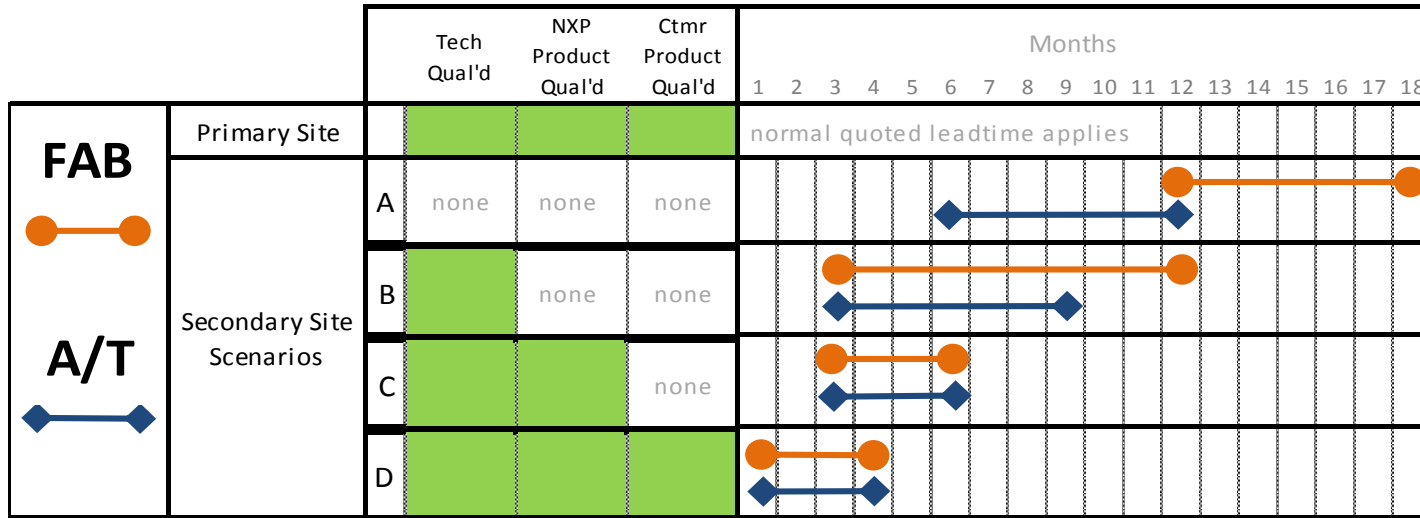 Tech
Qual'd
NXP
Product
Qual'd
Ctmr
Product
Qual'd
Months
1 2 3 4 5 6 7 8 9 10 11 12 13 14 15 16 17 18
FAB
A/T
Primary Site
normal quoted leadtime applies
Secondary Site
Scenarios
A none none none
B none none
C none
D